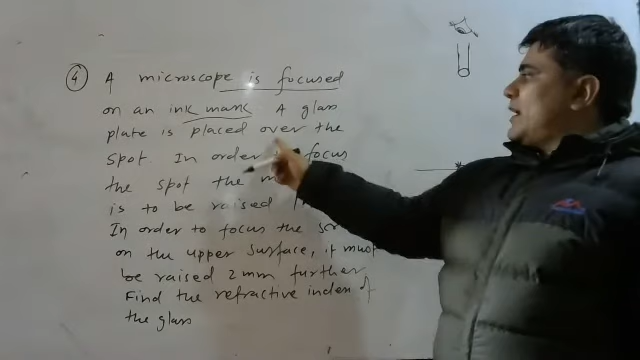 4 A microscope is focused
on an ink mark A glass
plate is placed over the
spot In order focus
the spot the
is to be raised
In order to focus the
on the upper surface, it must
be raised 2mm further
Find the refractive index of
the glass